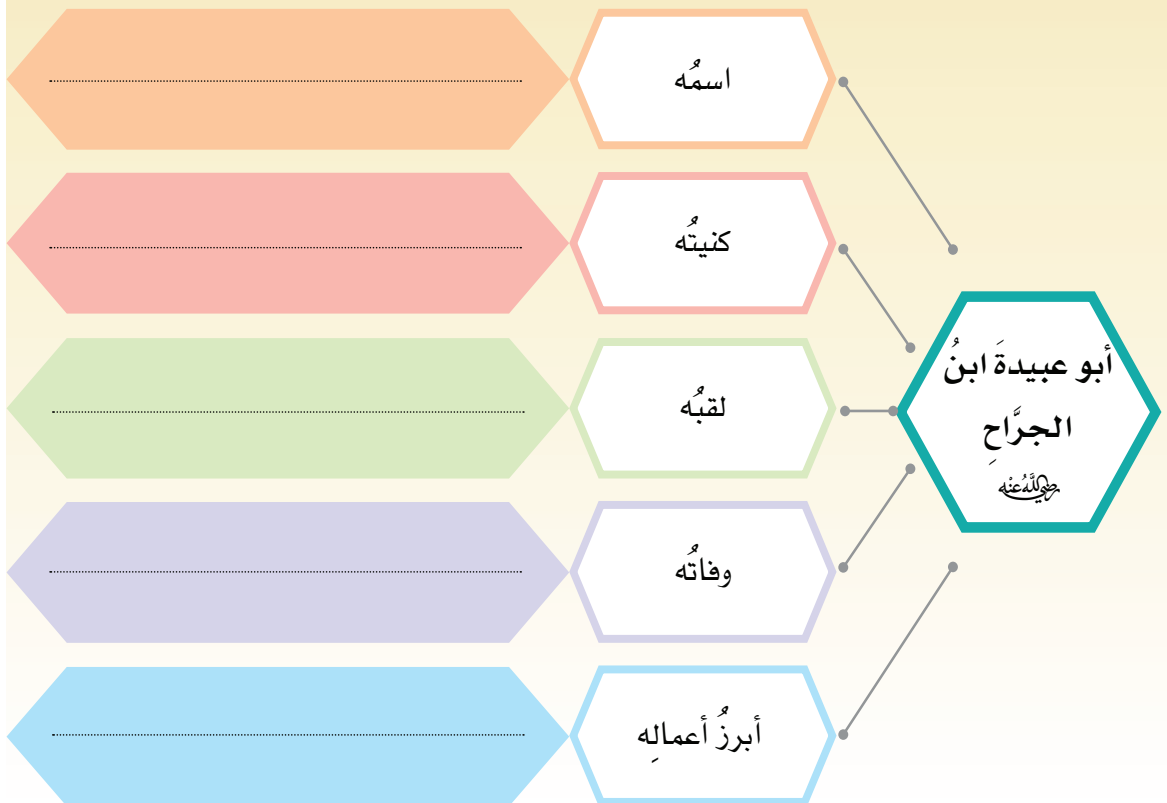 أبو عبيدةَ ابنُ
الجرَّاحِ
رضي الله عنه
اسمُه
كنيتُه
لقبُه
وفاتُه
أبرزُ أعمالِه